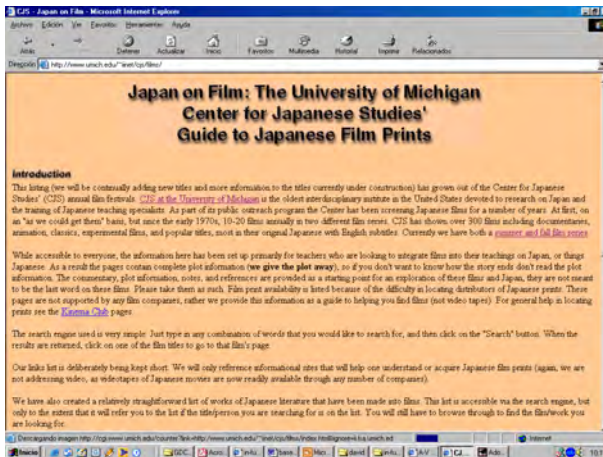 CJS - Japan on Film - Microsoft Internet Explorer
Archivo Edición Ver Favoritos Herramientas Ayuda
Atrás Detener Actualizar Inicio Favoritos Multimedia Historial Imprimir Relacionados
Dirección http://www.umich.edu/~inet/cjs/films/
Japan on Film: The University of Michigan
Center for Japanese Studies'
Guide to Japanese Film Prints
Introduction
This listing (we will be continually adding new titles and more information to the titles currently under construction) has grown out of the Center for Japanese
Studies' (CJS) annual film festivals. CJS at the University of Michigan is the oldest interdisciplinary institute in the United States devoted to research on Japan and
the training of Japanese teaching specialists. As part of its public outreach program the Center has been screening Japanese films for a number of years. At first, on
an "as we could get them" basis, but since the early 1970s, 10-20 films annually in two different film series. CJS has shown over 300 films including documentaries,
animation, classics, experimental films, and popular titles, most in their original Japanese with English subtitles. Currently we have both a summer and fall film series.
While accessible to everyone, the information here has been set up primarily for teachers who are looking to integrate films into their teachings on Japan, or things
Japanese. As a result the pages contain complete plot information (we give the plot away), so if you don't want to know how the story ends don't read the plot
information. The commentary, plot information, notes, and references are provided as a starting point for an exploration of these films and Japan, they are not meant
to be the last word on these films. Please take them as such. Film print availability is listed because of the difficulty in locating distributors of Japanese prints. These
pages are not supported by any film companies, rather we provide this information as a guide to helping you find films (not video tapes). For general help in locating
prints see the Kinema Club pages.
The search engine used is very simple. Just type in any combination of words that you would like to search for, and then click on the "Search" button. When the
results are returned, click on one of the film titles to go to that film's page.
Our links list is deliberately being kept short. We will only reference informational sites that will help one understand or acquire Japanese film prints (again, we are
not addressing video, as videotapes of Japanese movies are now readily available through any number of companies).
We have also created a relatively straightforward list of works of Japanese literature that have been made into films. This list is accessible via the search engine, but
only to the extent that it will refer you to the list if the title/person you are searching for is on the list. You will still have to browse through to find the film/work you
are looking for.
Descargando imagen Internet
Inicio